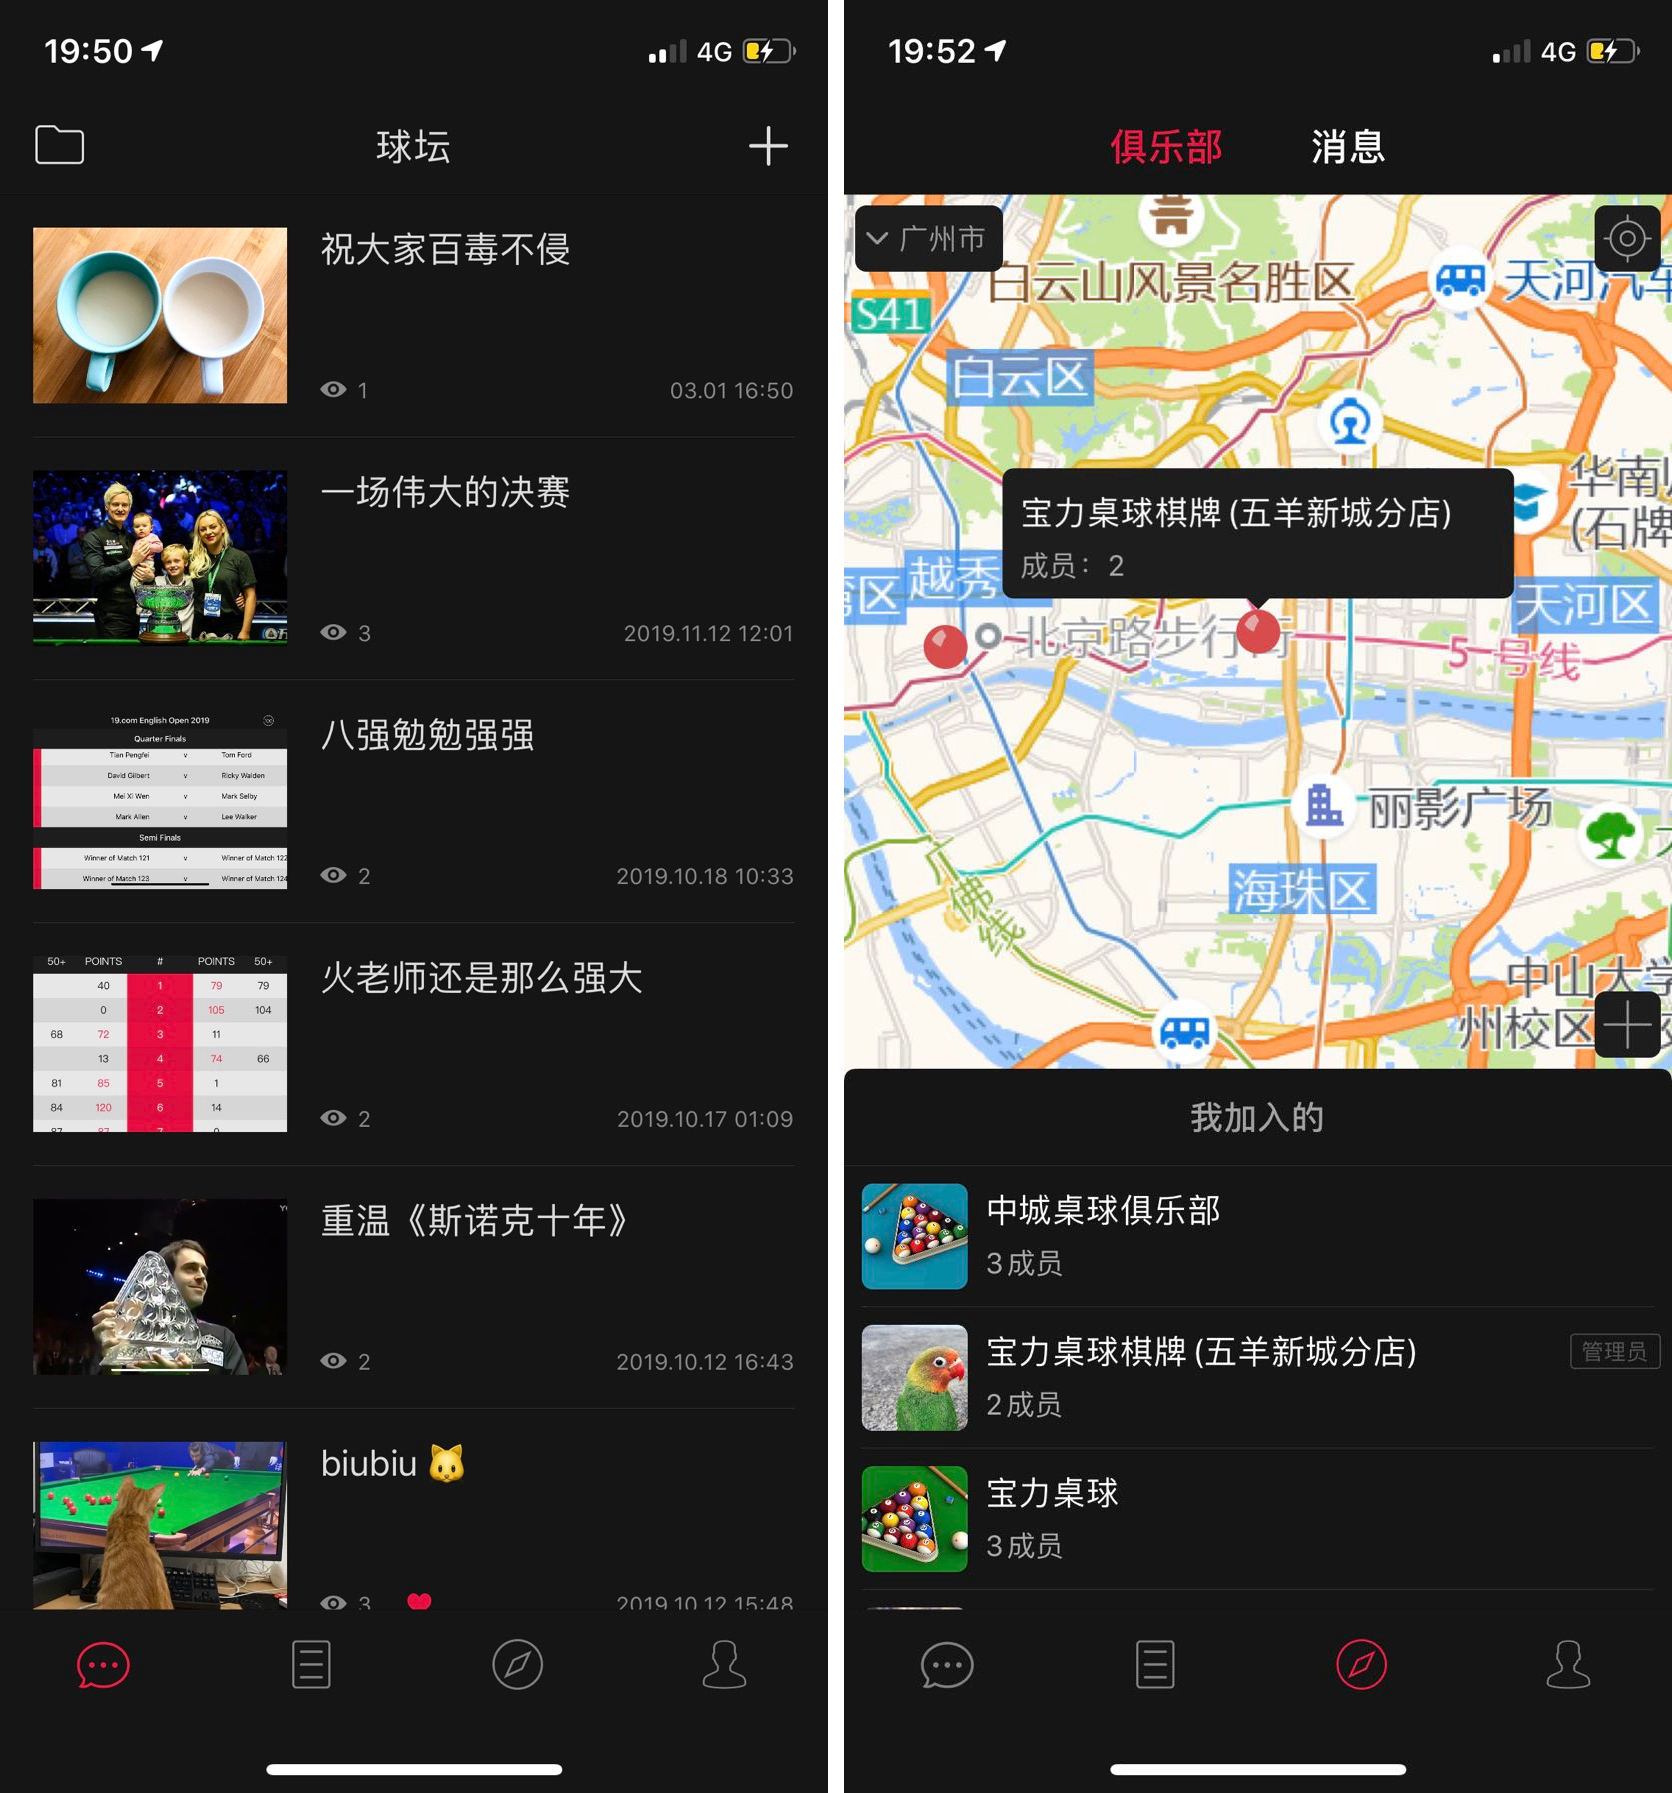 19:50
4G
球坛
祝大家百毒不侵
1
03.01 16:50
一场伟大的决赛
3
2019.11.12 12:01
19.com English Open 2019
Quarter Finals
Tian Pengfei v Tom Ford
David Gilbert v Ricky Walden
Mei Xi Wen v Mark Selby
Mark Allen v Lee Walker
Semi Finals
Winner of Match 121 v Winner of Match 122
Winner of Match 123 v Winner of Match 124
八强勉勉强强
2
2019.10.18 10:33
50+ POINTS # POINTS 50+
40 1 79 79
0 2 105 104
68 72 3 11
13 4 74 66
81 85 5 1
84 120 6 14
87 87 7 0
火老师还是那么强大
2
2019.10.17 01:09
重温《斯诺克十年》
2
2019.10.12 16:43
biubiu
3
2019.10.12 15:48
19:52
4G
俱乐部
消息
广州市
白云山风景名胜区
天河汽车
S41
白云区
华南
(石牌
宝力桌球棋牌(五羊新城分店)
成员：2
湾区
越秀
天河区
北京路步行街
5号线
丽影广场
海珠区
广佛线
中山大学
州校区
我加入的
中城桌球俱乐部
3成员
宝力桌球棋牌(五羊新城分店)
管理员
2成员
宝力桌球
3成员